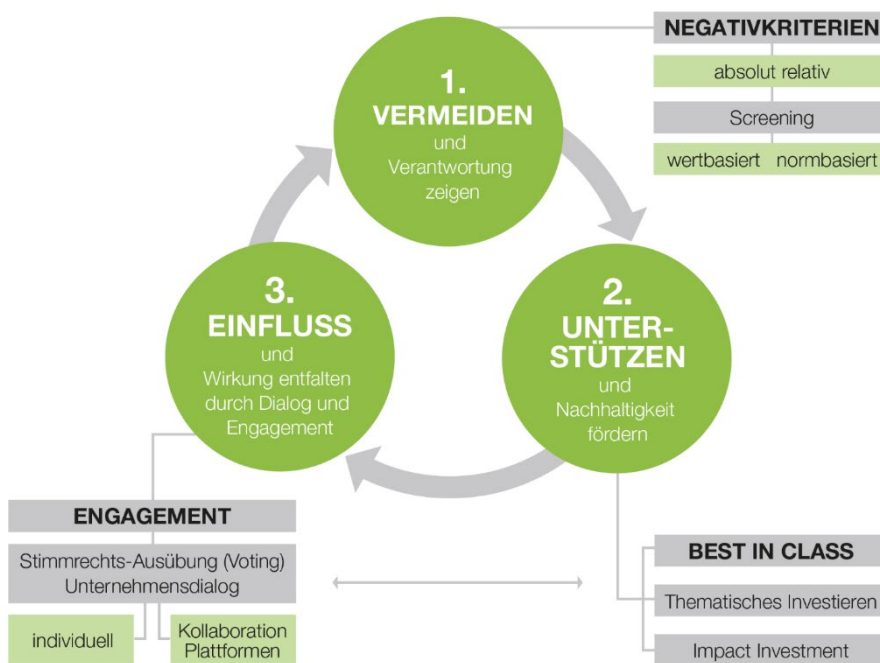 1.
VERMEIDEN
und
Verantwortung
zeigen
NEGATIVKRITERIEN
absolut relativ
Screening
wertbasiert normbasiert
2.
UNTER-
STÜTZEN
und
Nachhaltigkeit
fördern
BEST IN CLASS
Thematisches Investieren
Impact Investment
3.
EINFLUSS
und
Wirkung entfalten
durch Dialog und
Engagement
ENGAGEMENT
Stimmrechts-Ausübung (Voting)
Unternehmensdialog
individuell
Kollaboration
Plattformen